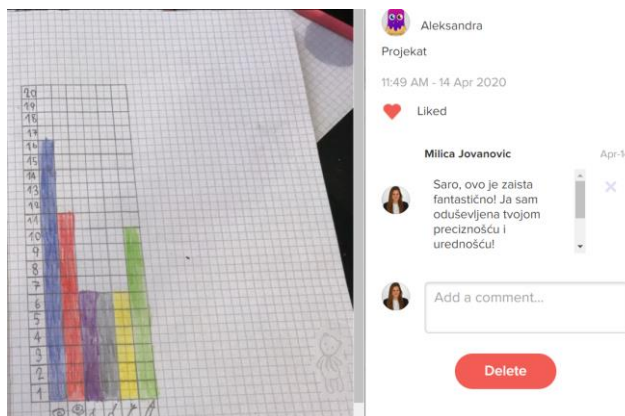 20
19
18
17
16
15
14
13
12
11
10
9
8
7
6
5
4
3
2
1
Aleksandra
Projekat
11:49 AM - 14 Apr 2020
Liked
Milica Jovanovic
Saro, ovo je zaista
fantastično! Ja sam
oduševljena tvojom
preciznošću i
urednošću!
Add a comment...
Delete